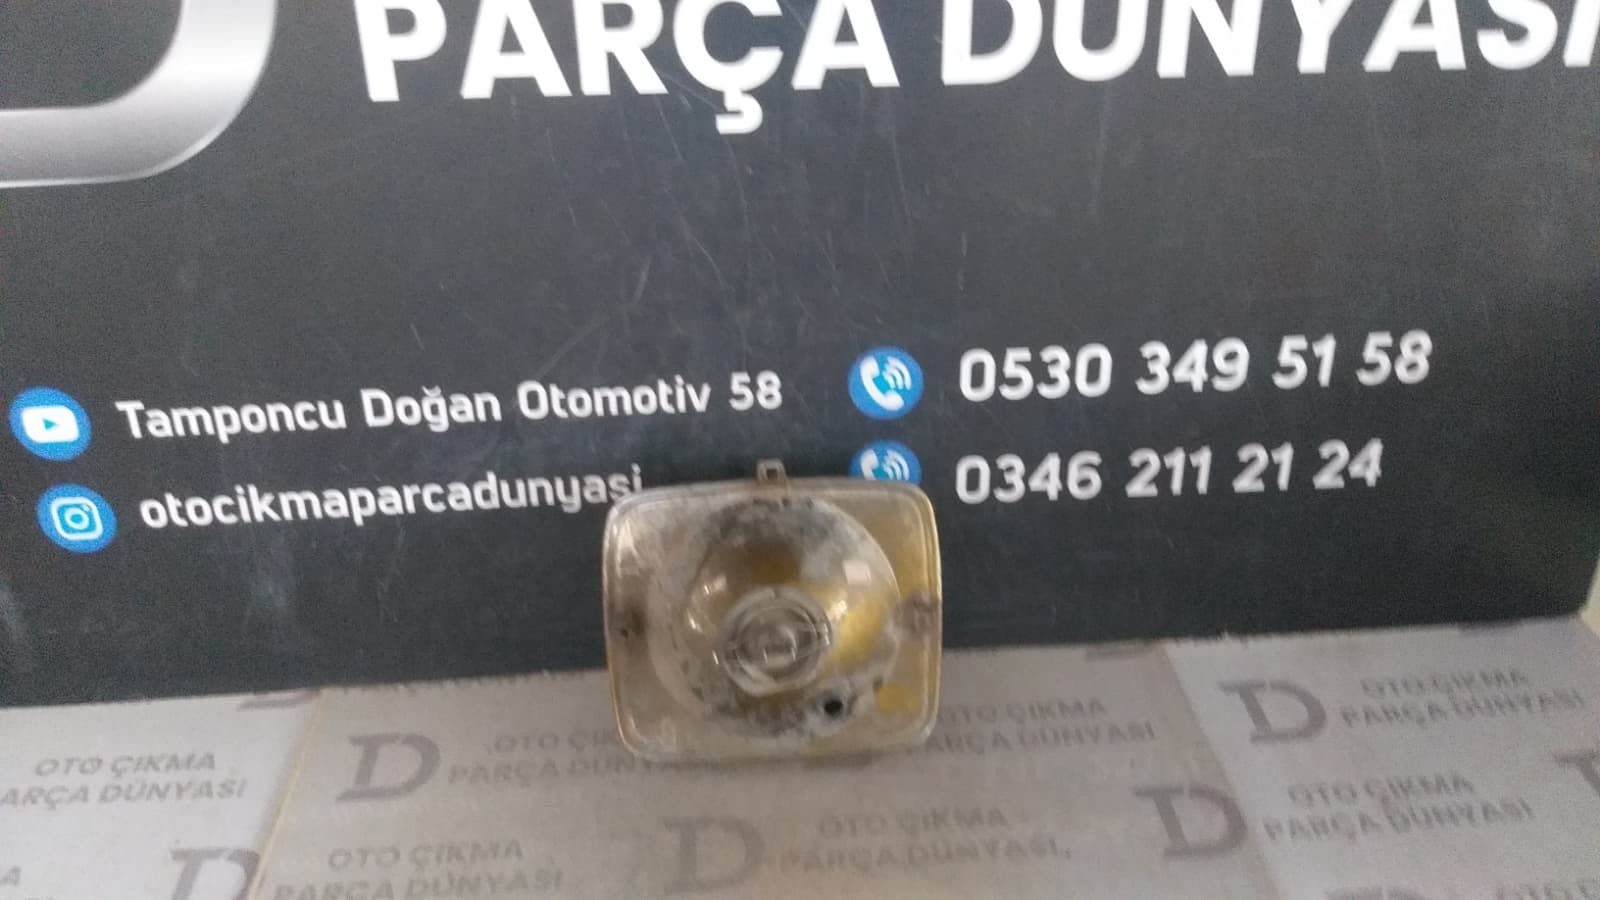 PARÇA DÜNYASI
Tamponcu Doğan Otomotiv 58
0530 349 51 58
otocikmaparcadunyasi
0346 211 21 24
OTO ÇIKMA
PARÇA DÜNYASI
OTO ÇIKMA
PARÇA DÜNYASI
OTO ÇIKMA
PARÇA DÜNYASI
OTO ÇIKMA
PARÇA DÜNYASI
OTO ÇIKMA
PARÇA DÜNYASI
OTO ÇIKMA
PARÇA DÜNYASI
OTO ÇIKMA
PARÇA DÜNYASI